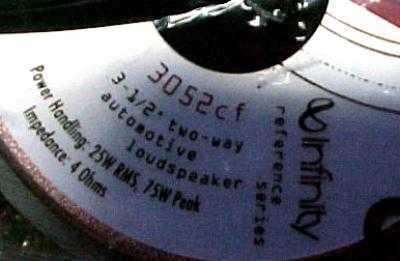 3052cf
3-1/2" two-way
automotive
loudspeaker
Power Handling: 25W RMS, 75W Peak
Impedance: 4 Ohms
Infinity
reference series